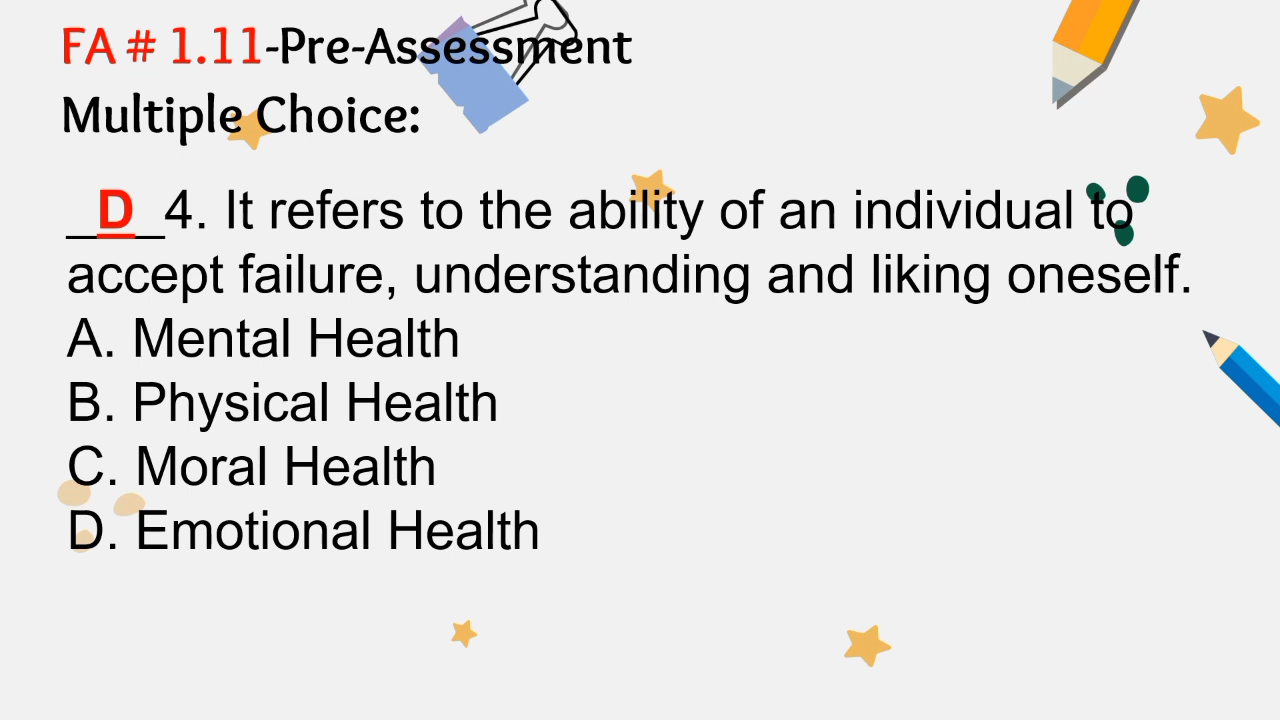 FA # 1.11-Pre-Assessment
Multiple Choice:
_D_4. It refers to the ability of an individual to
accept failure, understanding and liking oneself.
A. Mental Health
B. Physical Health
C. Moral Health
D. Emotional Health